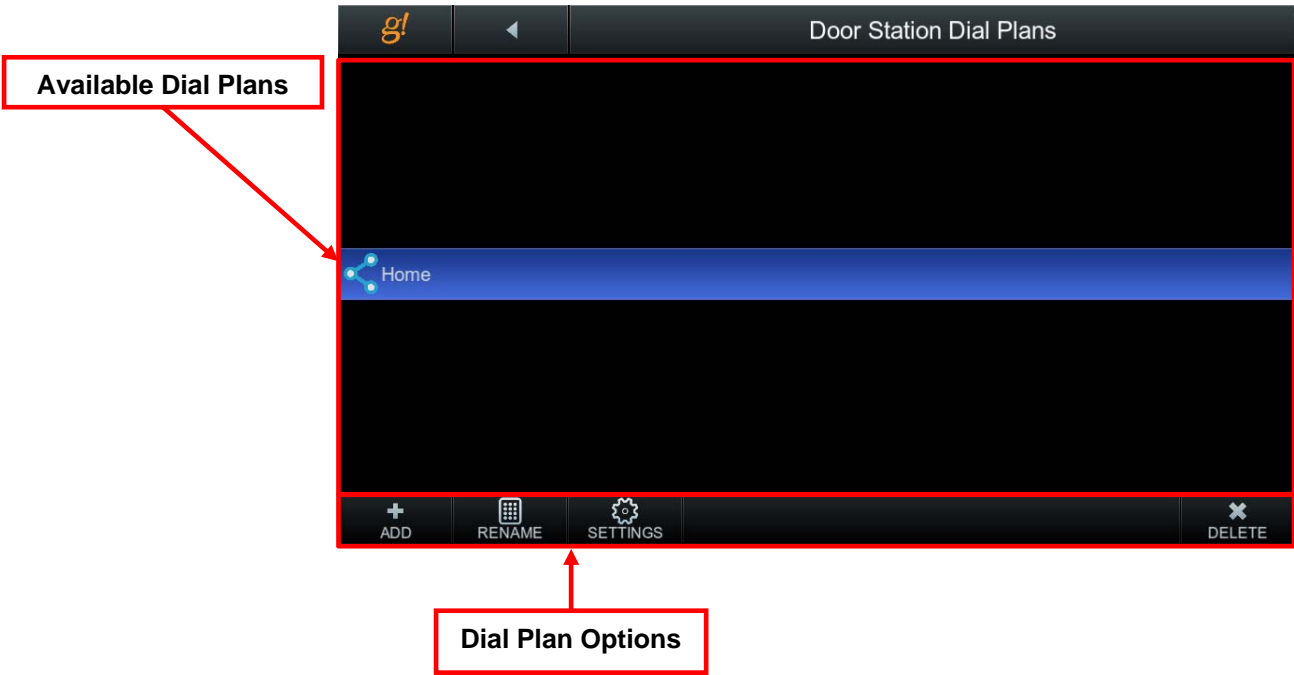 g!
Door Station Dial Plans
Available Dial Plans
Home
ADD
RENAME
SETTINGS
DELETE
Dial Plan Options